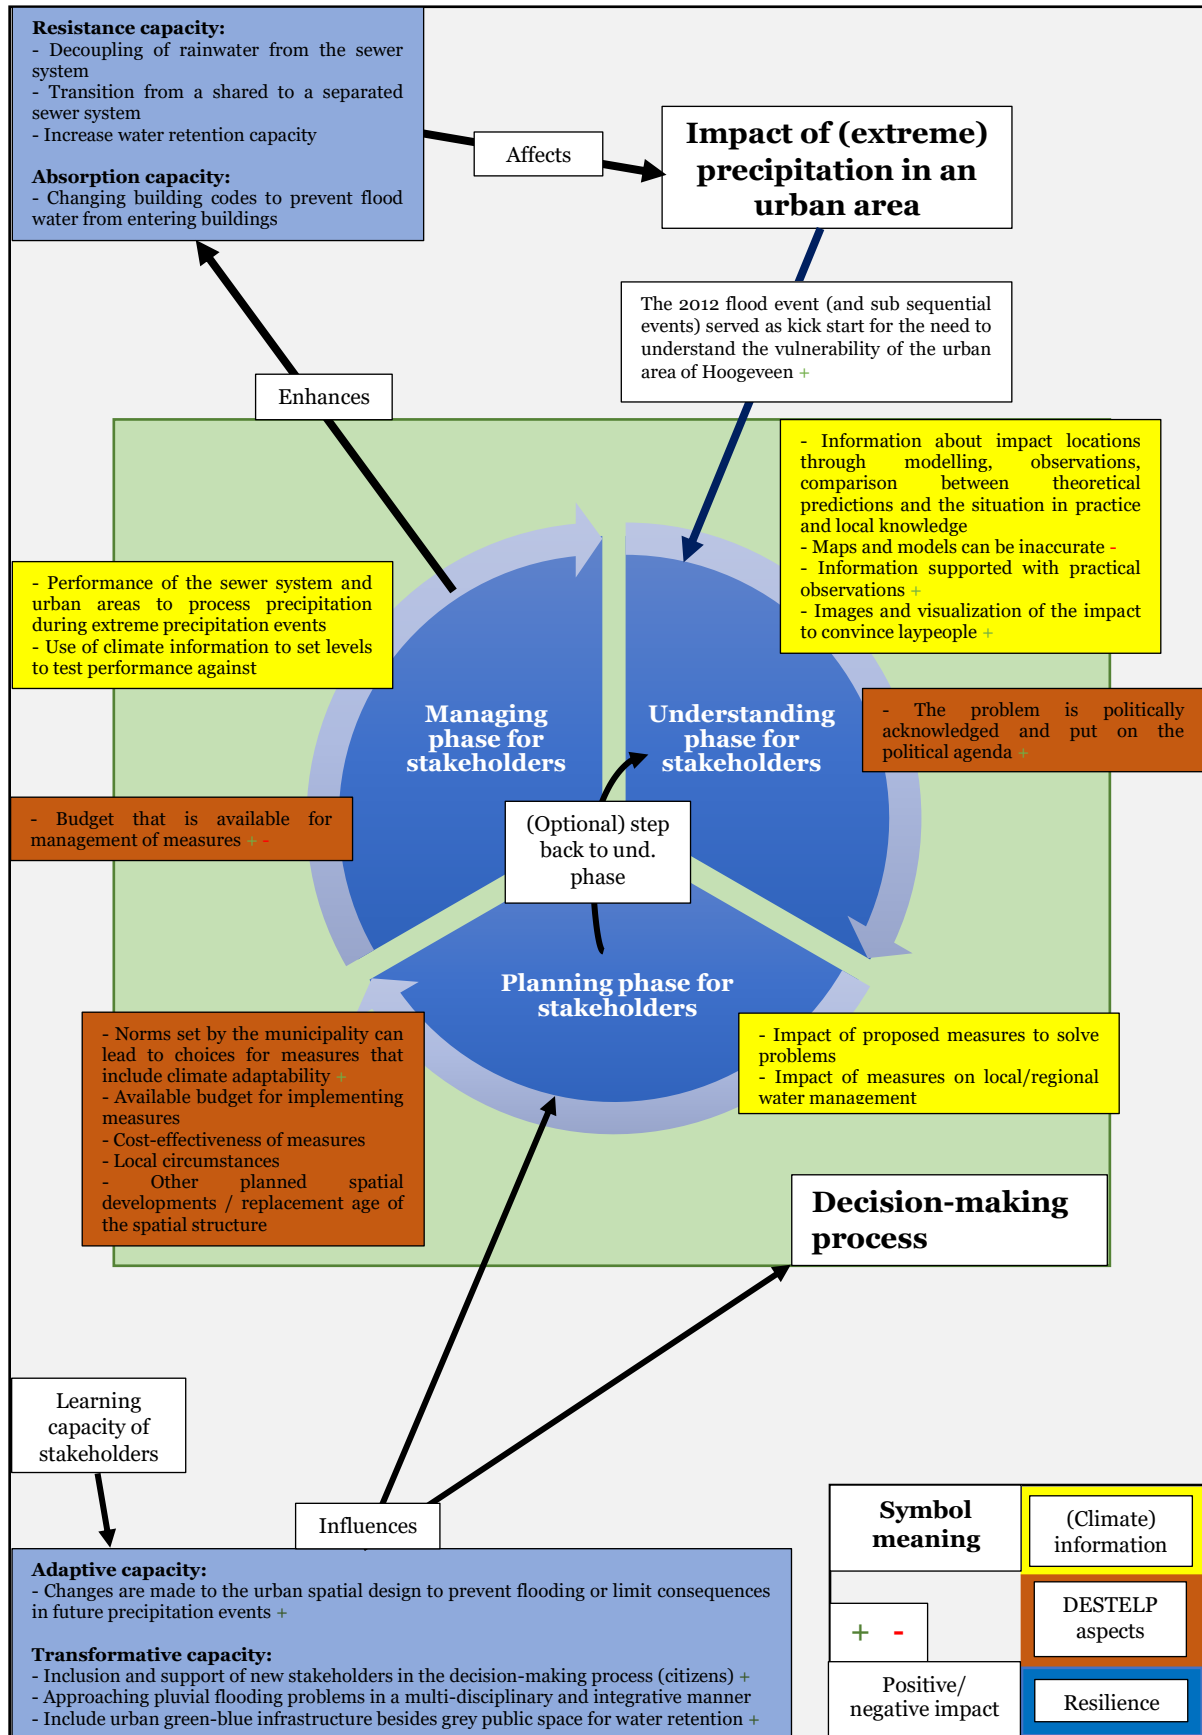 Resistance capacity:
- Decoupling of rainwater from the sewer
system
- Transition from a shared to a separated
sewer system
- Increase water retention capacity
Absorption capacity:
- Changing building codes to prevent flood
water from entering buildings
Affects
Impact of (extreme)
precipitation in an
urban area
The 2012 flood event (and sub sequential
events) served as kick start for the need to
understand the vulnerability of the urban
area of Hoogeveen +
Enhances
- Information about impact locations
through modelling, observations,
comparison between theoretical
predictions and the situation in practice
and local knowledge
- Maps and models can be inaccurate -
- Information supported with practical
observations +
- Images and visualization of the impact
to convince laypeople +
- Performance of the sewer system and
urban areas to process precipitation
during extreme precipitation events
- Use of climate information to set levels
to test performance against
Managing
phase for
stakeholders
Understanding
phase for
stakeholders
- The problem is politically
acknowledged and put on the
political agenda +
- Budget that is available for
management of measures + -
(Optional) step
back to und.
phase
Planning phase for
stakeholders
- Norms set by the municipality can
lead to choices for measures that
include climate adaptability +
- Available budget for implementing
measures
- Cost-effectiveness of measures
- Local circumstances
- Other planned spatial
developments / replacement age of
the spatial structure
- Impact of proposed measures to solve
problems
- Impact of measures on local/regional
water management
Decision-making
process
Learning
capacity of
stakeholders
Influences
Adaptive capacity:
- Changes are made to the urban spatial design to prevent flooding or limit consequences
in future precipitation events +
Transformative capacity:
- Inclusion and support of new stakeholders in the decision-making process (citizens) +
- Approaching pluvial flooding problems in a multi-disciplinary and integrative manner
- Include urban green-blue infrastructure besides grey public space for water retention +
Symbol
meaning
(Climate)
information
+ -
DESTELP
aspects
Positive/
negative impact
Resilience